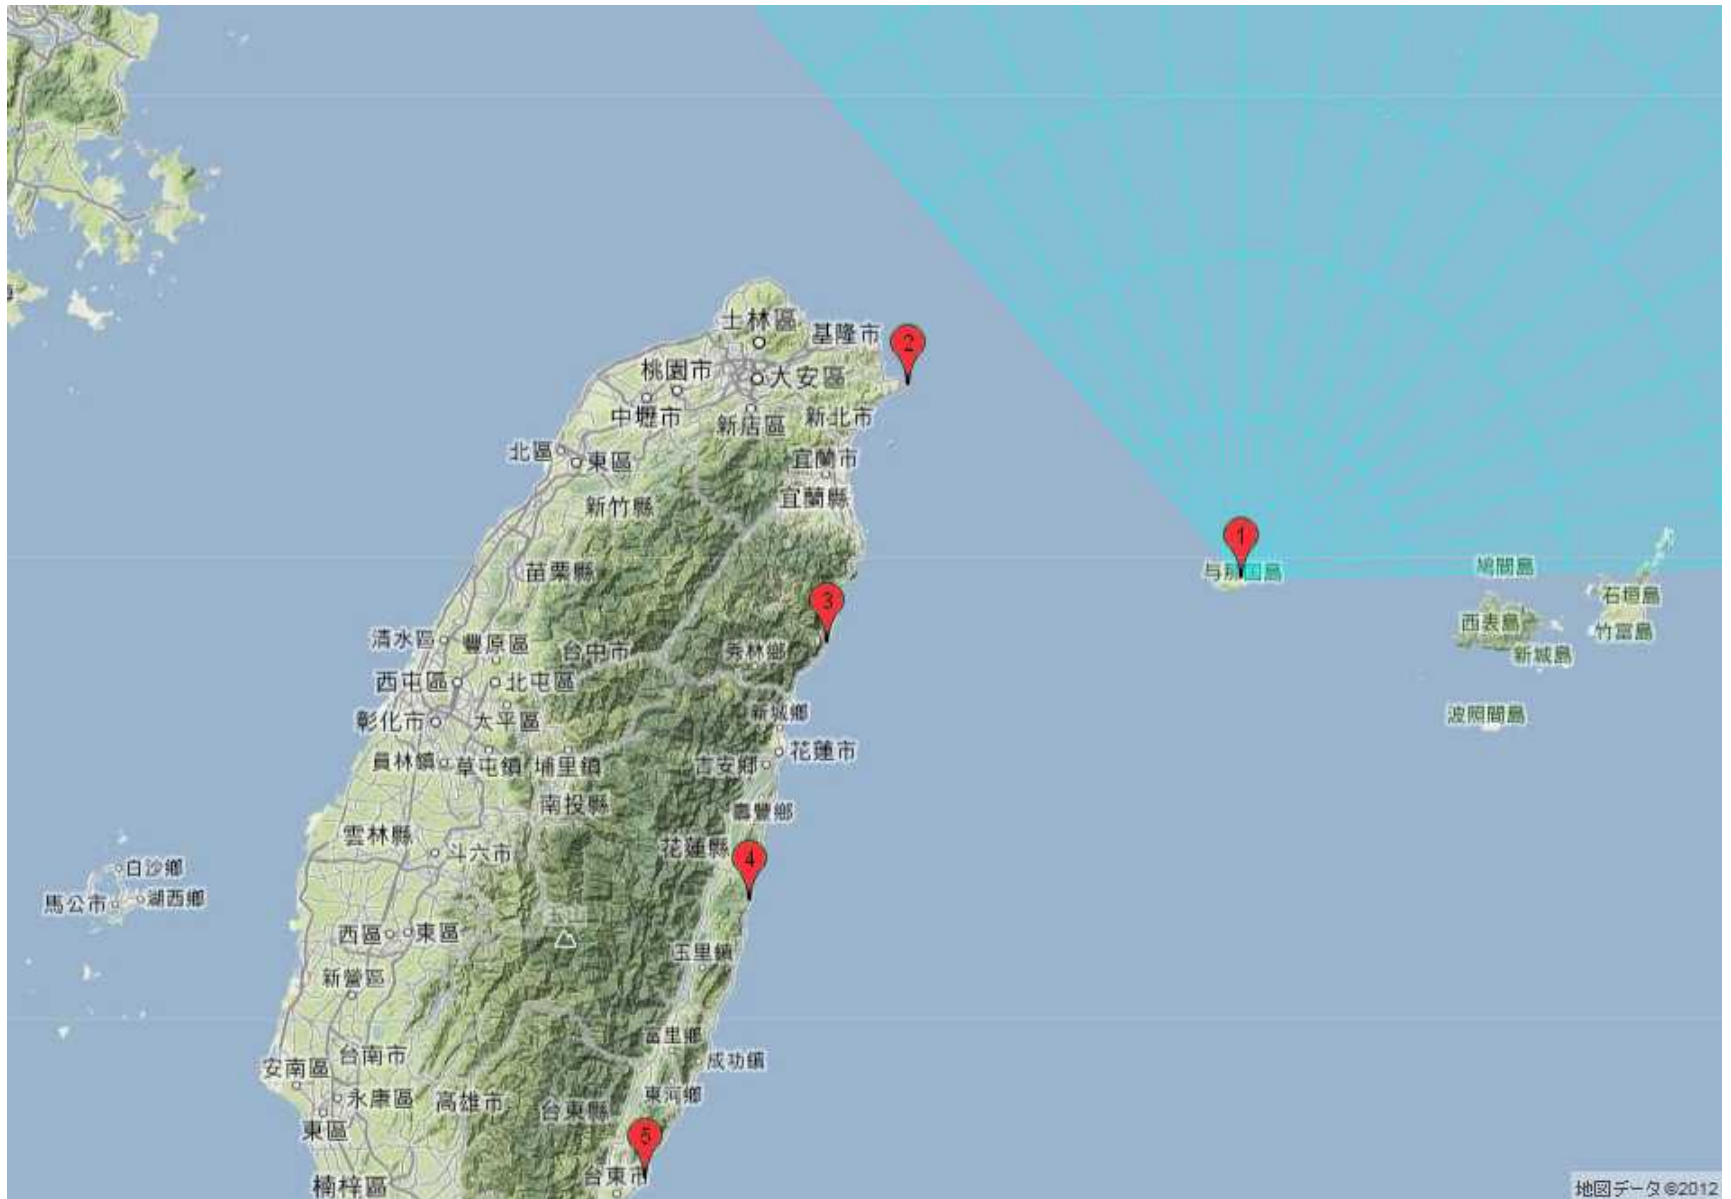 士林區
基隆市
2
桃園市
大安區
中壢市
新店區
新北市
北區
東區
宜蘭市
新竹縣
宜蘭縣
1
与那国島
鳩間島
苗栗縣
石垣島
3
西表島
竹富島
清水區
豐原區
台中市
秀林鄉
新城島
西屯區
北屯區
彰化市
太平區
新城鄉
波照間島
花蓮市
員林鎮
草屯鎮
埔里鎮
吉安鄉
南投縣
壽豐鄉
雲林縣
斗六市
花蓮縣
4
白沙鄉
馬公市
湖西鄉
玉山
西區
東區
玉里鎮
新營區
富里鄉
台南市
成功鎮
安南區
永康區
高雄市
台東縣
東河鄉
東區
5
台東市
楠梓區
地図データ ©2012